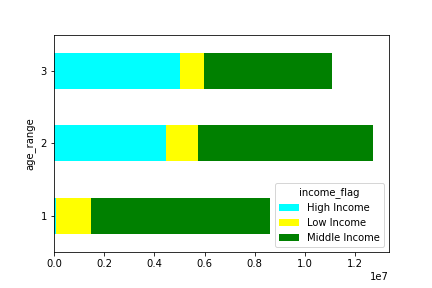 3
2
1
age_range
income_flag
High Income
Low Income
Middle Income
0.0 0.2 0.4 0.6 0.8 1.0 1.2
1e7